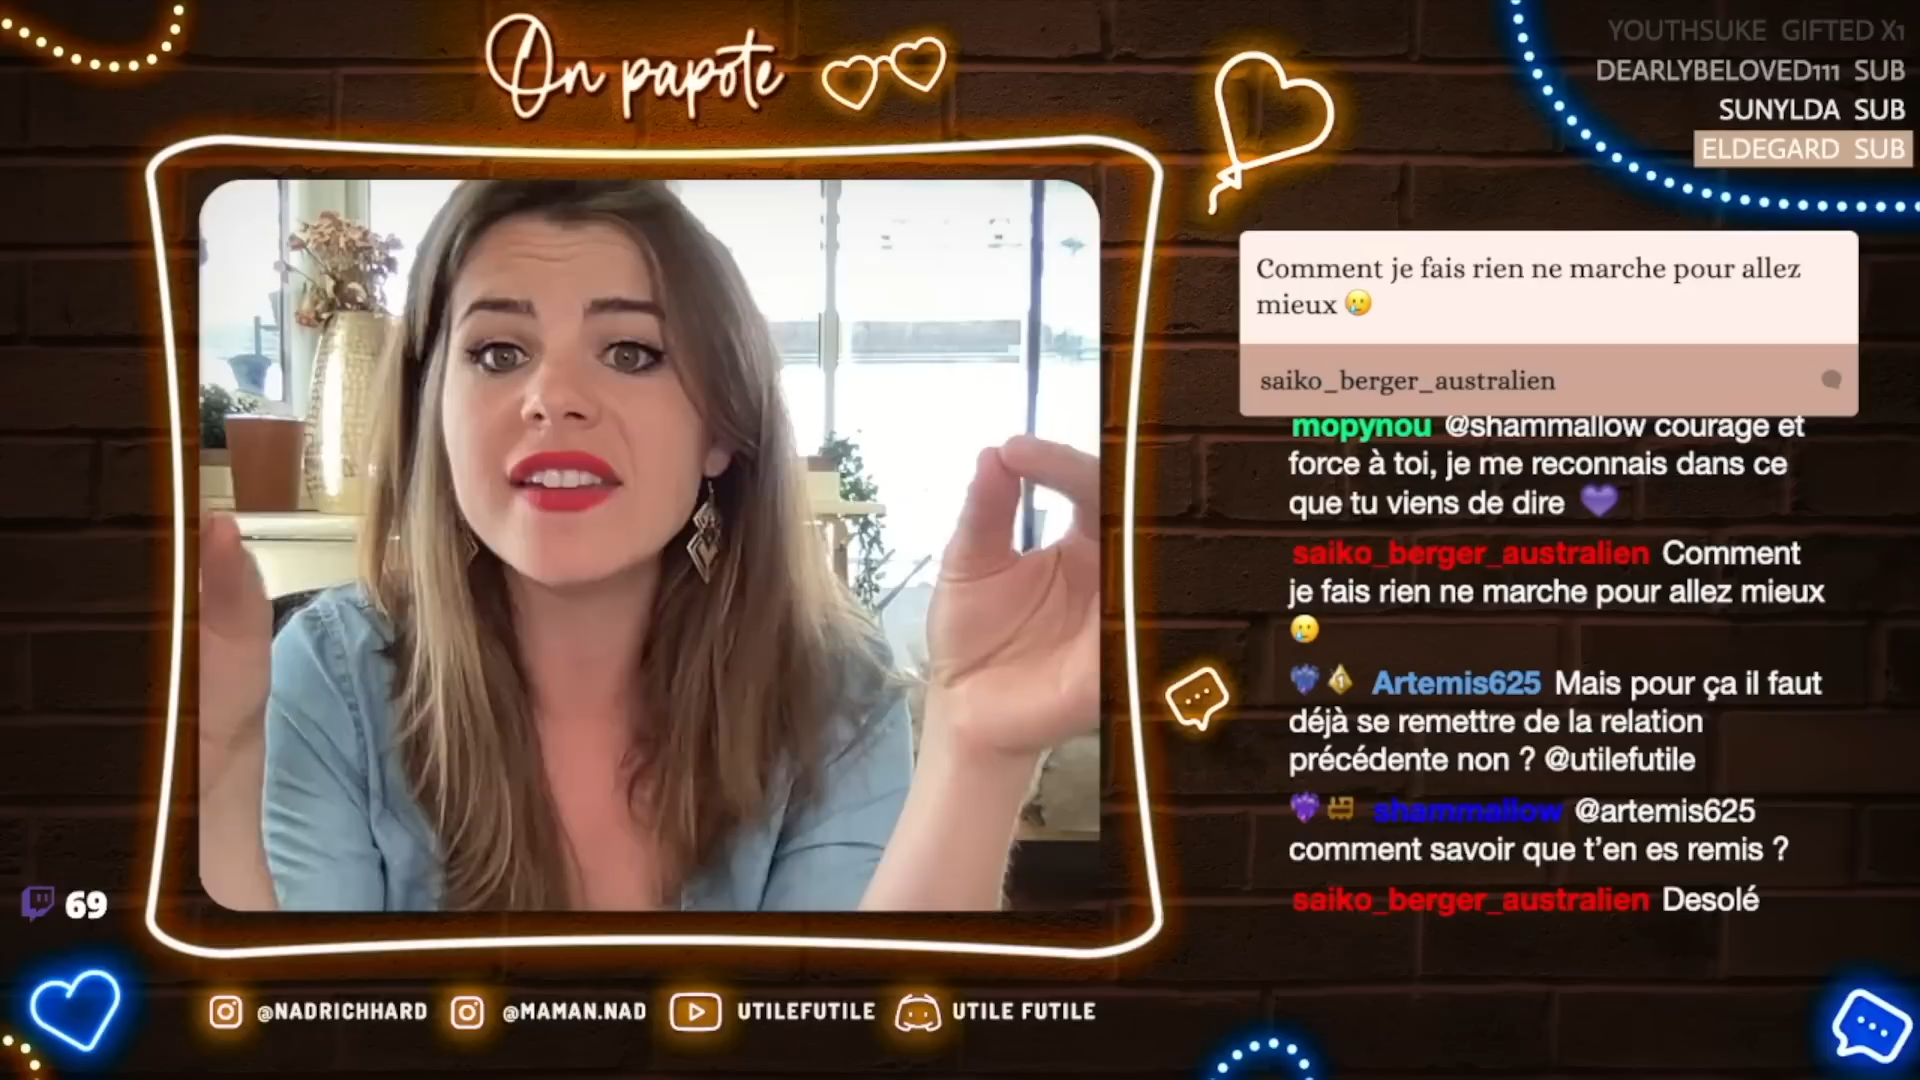 On papote
YOUTHSUKE GIFTED X1
DEARLYBELOVED111 SUB
SUNYLDA SUB
ELDEGARD SUB
Comment je fais rien ne marche pour allez
mieux 🥲
saiko_berger_australien
mopynou @shammallow courage et
force à toi, je me reconnais dans ce
que tu viens de dire 💜
saiko_berger_australien Comment
je fais rien ne marche pour allez mieux
🥲
Artemis625 Mais pour ça il faut
déjà se remettre de la relation
précédente non ? @utilefutile
shammallow @artemis625
comment savoir que t’en es remis ?
saiko_berger_australien Desolé
69
@NADRICHHARD @MAMAN.NAD UTILEFUTILE UTILE FUTILE